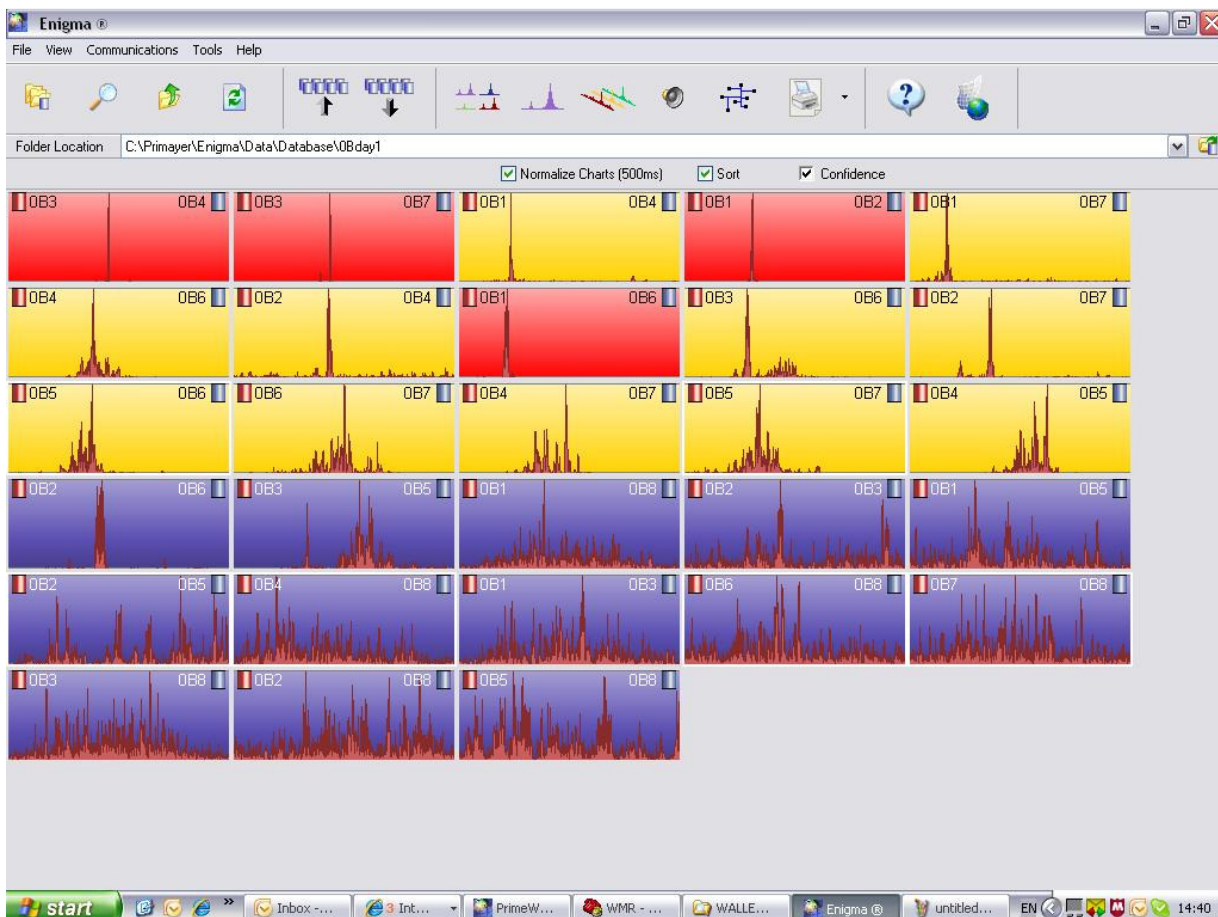 Enigma ®
File View Communications Tools Help
Folder Location C:\Primayer\Enigma\Data\Database\0Bday1
Normalize Charts (500ms) Sort Confidence
0B3 0B4 0B3 0B7 0B1 0B4 0B1 0B2 0B1 0B7
0B4 0B6 0B2 0B4 0B1 0B6 0B3 0B6 0B2 0B7
0B5 0B6 0B6 0B7 0B4 0B7 0B5 0B7 0B4 0B5
0B2 0B6 0B3 0B5 0B1 0B8 0B2 0B3 0B1 0B5
0B2 0B5 0B4 0B8 0B1 0B3 0B6 0B8 0B7 0B8
0B3 0B8 0B2 0B8 0B5 0B8
start » Inbox -... 3 Int... PrimeW... WMR - ... WALLE... Enigma ® untitled... EN 14:40